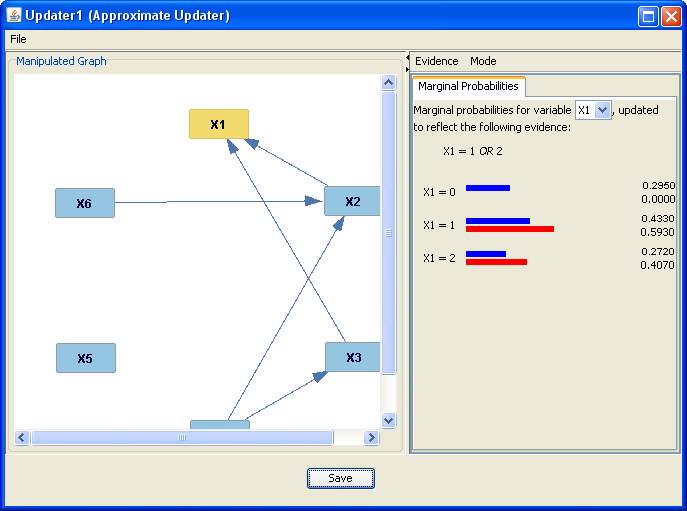 Updater1 (Approximate Updater)
File
Manipulated Graph
X1
X6
X2
X5
X3
Evidence Mode
Marginal Probabilities
Marginal probabilities for variable X1 , updated
to reflect the following evidence:
X1 = 1 OR 2
X1 = 0 0.2950
0.0000
X1 = 1 0.4330
0.5930
X1 = 2 0.2720
0.4070
Save